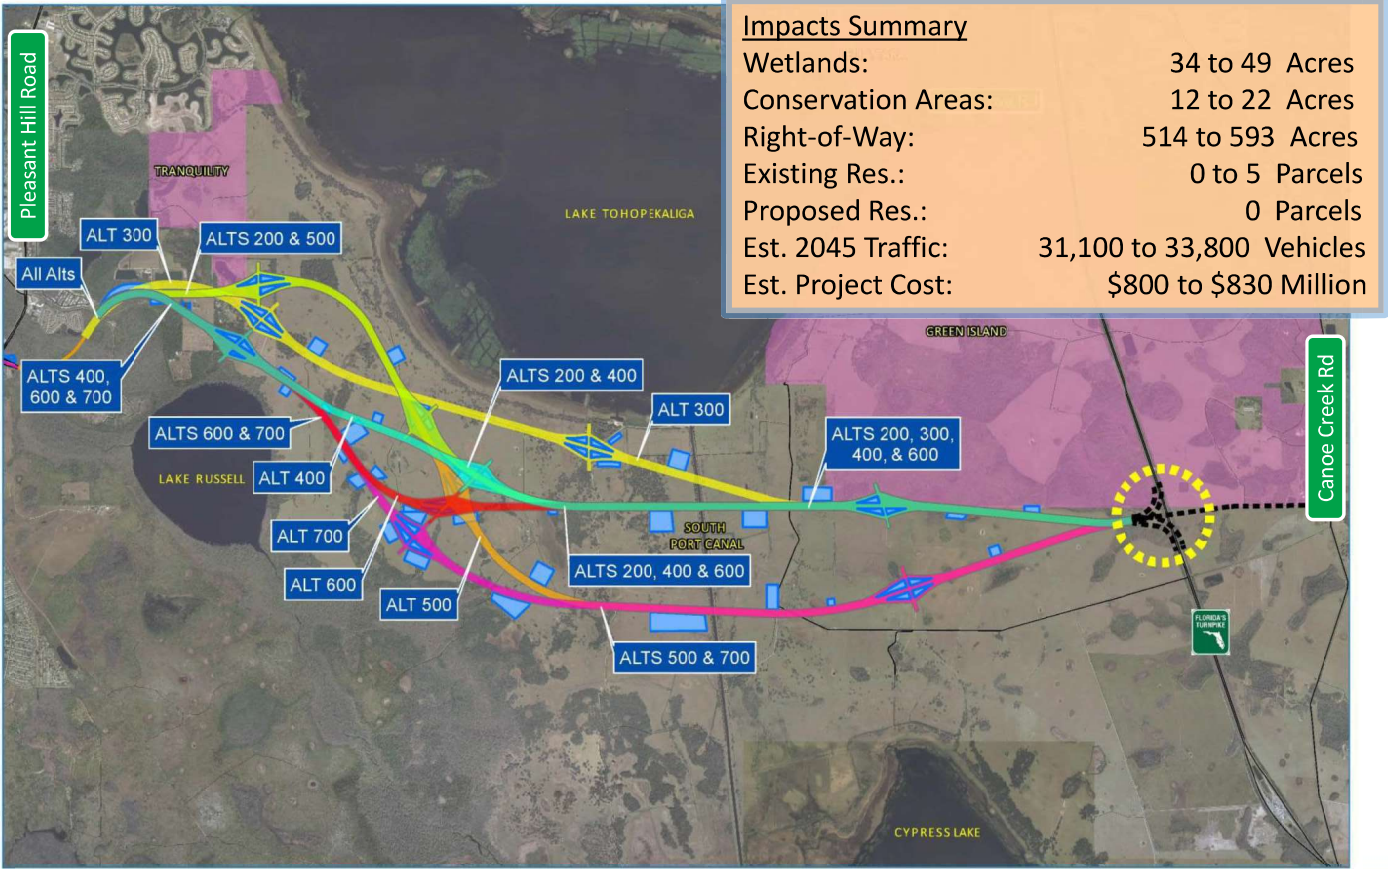 Impacts Summary
Wetlands: 34 to 49 Acres
Conservation Areas: 12 to 22 Acres
Right-of-Way: 514 to 593 Acres
Existing Res.: 0 to 5 Parcels
Proposed Res.: 0 Parcels
Est. 2045 Traffic: 31,100 to 33,800 Vehicles
Est. Project Cost: $800 to $830 Million
Pleasant Hill Road
TRANQUILITY
LAKE TOHOPEKALIGA
ALT 300
ALTS 200 & 500
All Alts
GREEN ISLAND
Canoe Creek Rd
ALTS 400,
600 & 700
ALTS 200 & 400
ALT 300
ALTS 600 & 700
ALTS 200, 300,
400, & 600
LAKE RUSSELL
ALT 400
ALT 700
SOUTH
PORT CANAL
ALT 600
ALTS 200, 400 & 600
ALT 500
FLORIDA'S
TURNPIKE
ALTS 500 & 700
CYPRESS LAKE